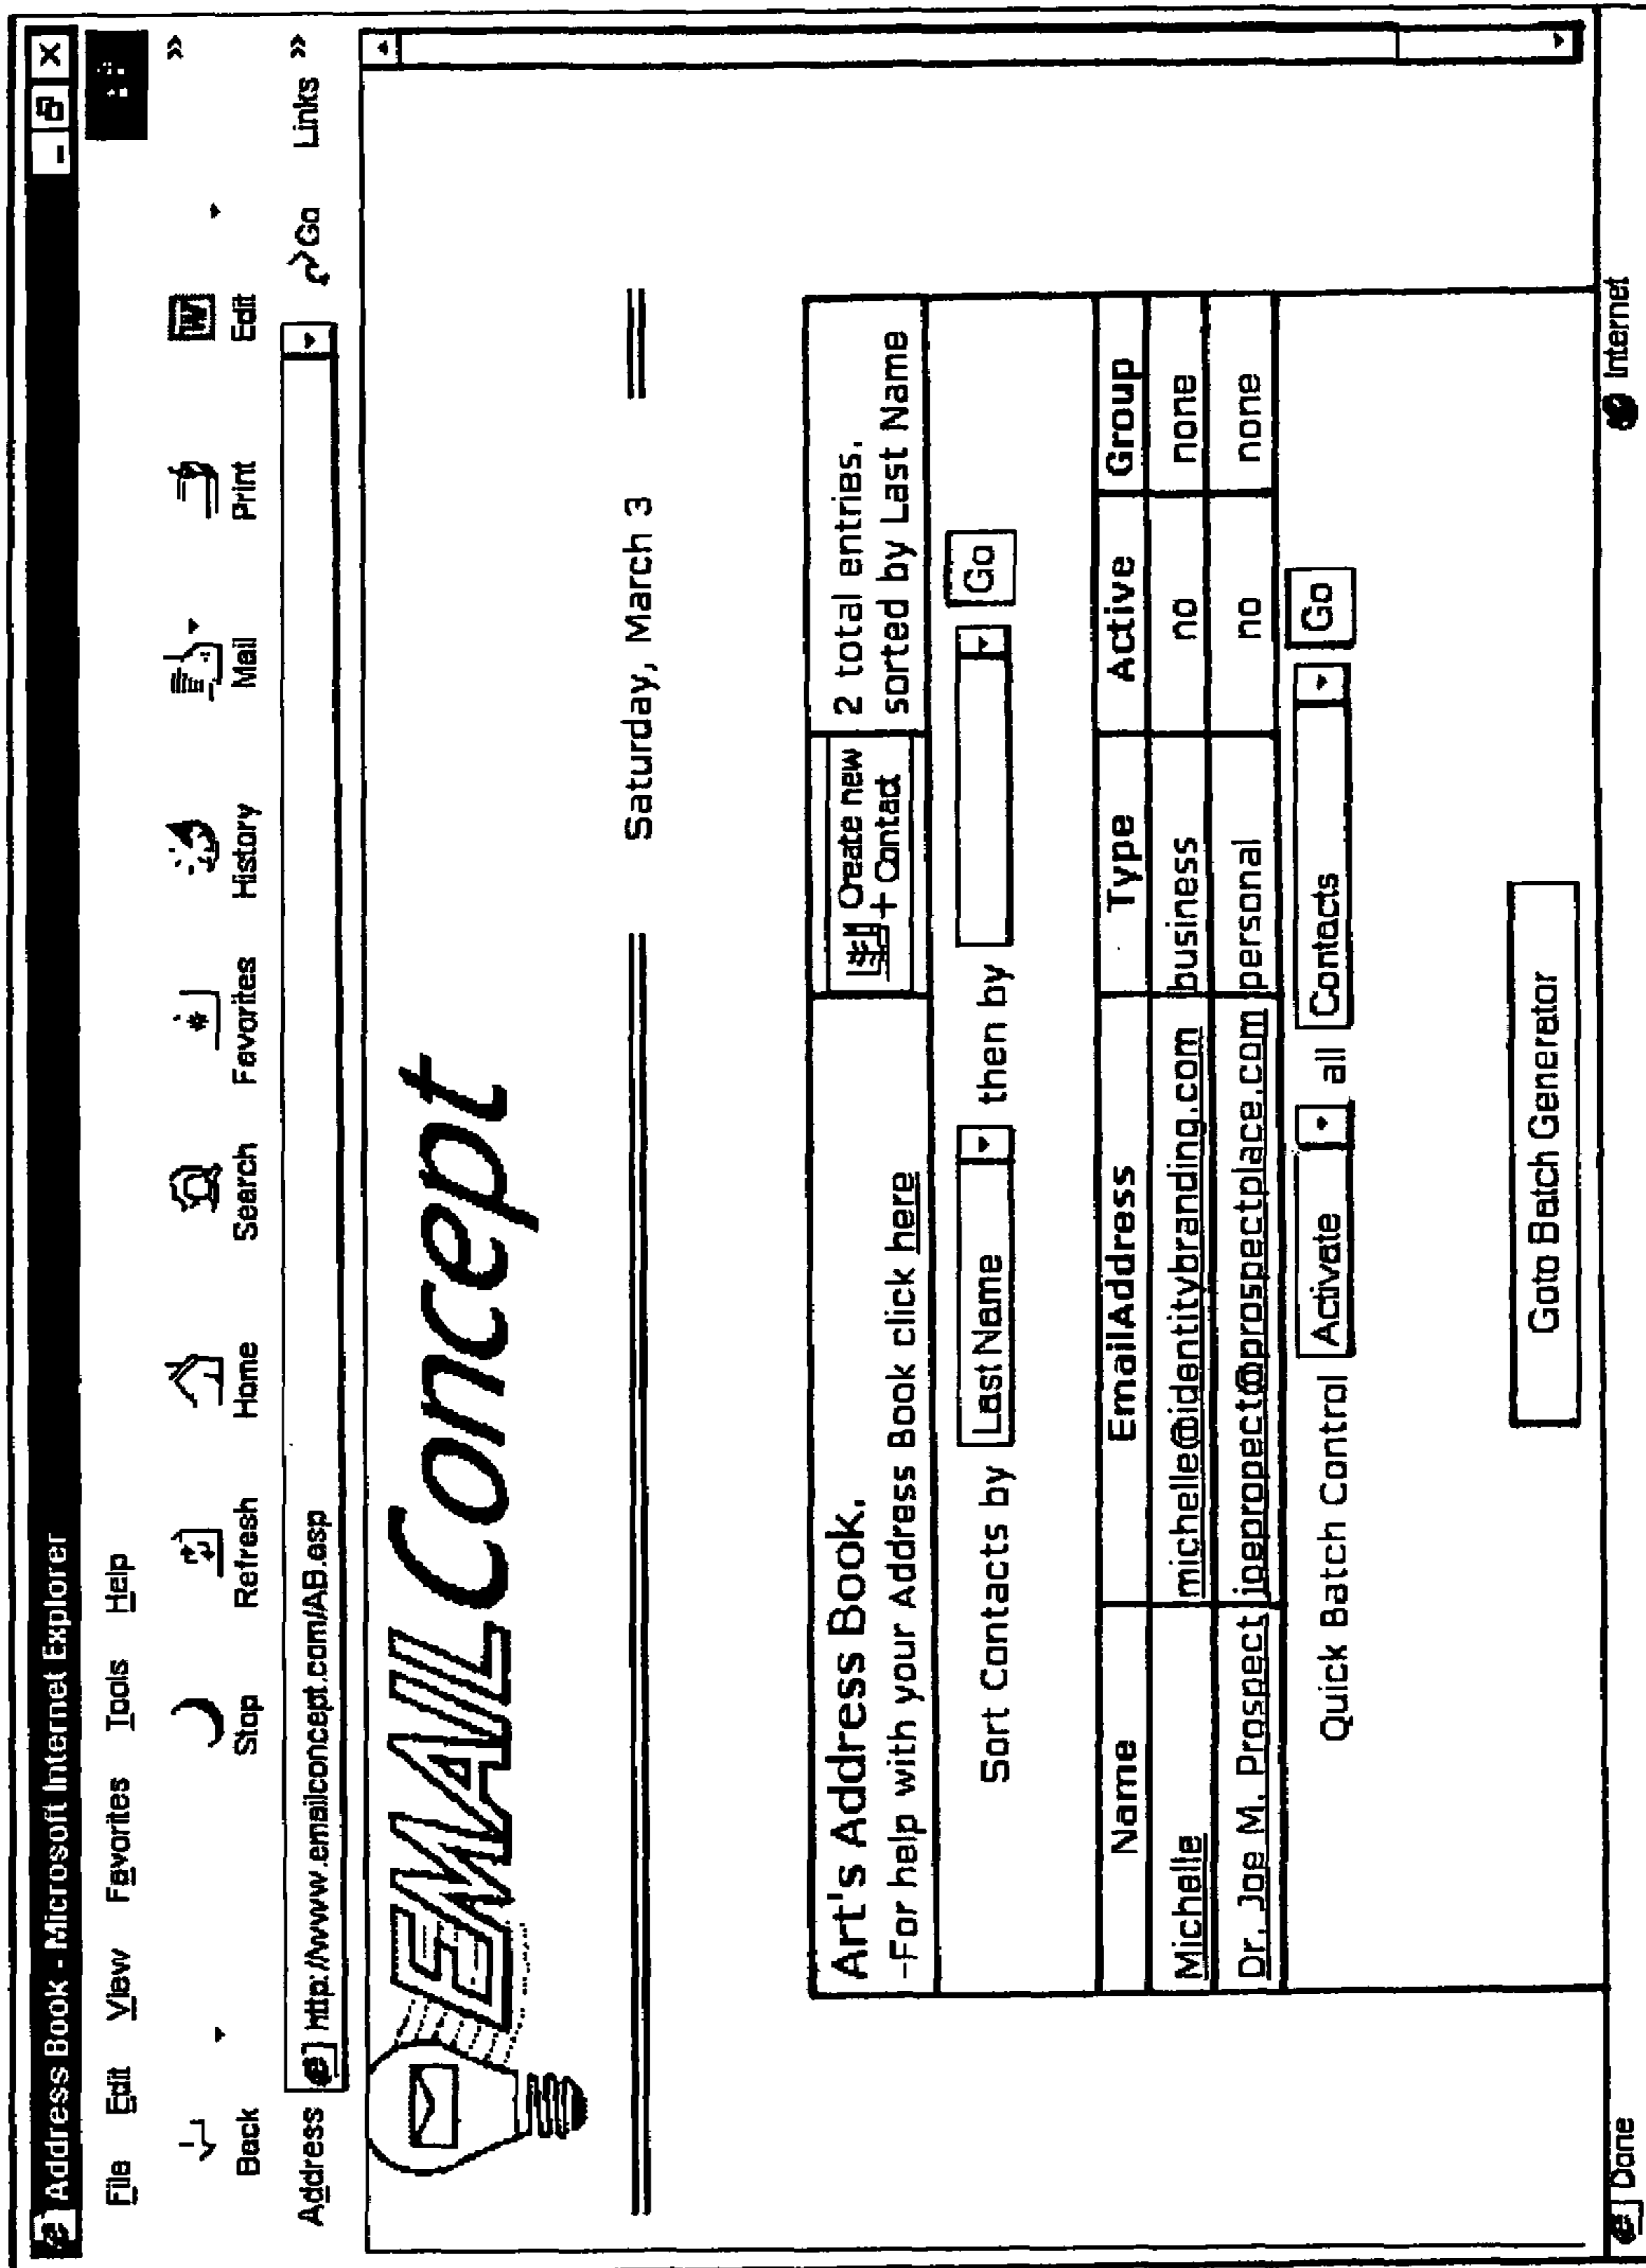 Address Book - Microsoft Internet Explorer
File Edit View Favorites Tools Help
Back Stop Refresh Home Search Favorites History Mail Print Edit
Address http://www.emailconcept.com/AB.asp Go Links »
EMAILConcept
Saturday, March 3
Art's Address Book.
-For help with your Address Book click here
Create new
+ Contact
2 total entries.
sorted by Last Name
Sort Contacts by LastName then by Go
Name EmailAddress Type Active Group
Michelle michelle@identitybranding.com business no none
Dr. Joe M. Prospect joepropect@prospectplace.com personal no none
Quick Batch Control Activate all Contacts Go
Goto Batch Generator
Done Internet